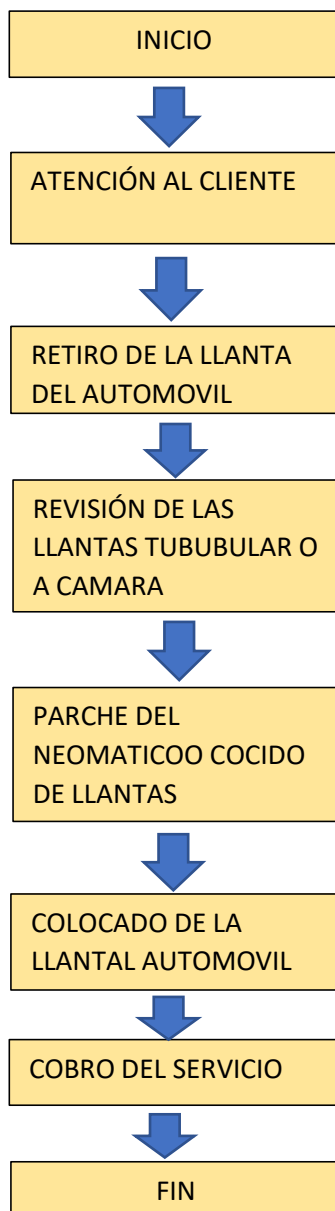 INICIO
ATENCIÓN AL CLIENTE
RETIRO DE LA LLANTA
DEL AUTOMOVIL
REVISIÓN DE LAS
LLANTAS TUBUBULAR O
A CAMARA
PARCHE DEL
NEOMATICOO COCIDO
DE LLANTAS
COLOCADO DE LA
LLANTAL AUTOMOVIL
COBRO DEL SERVICIO
FIN